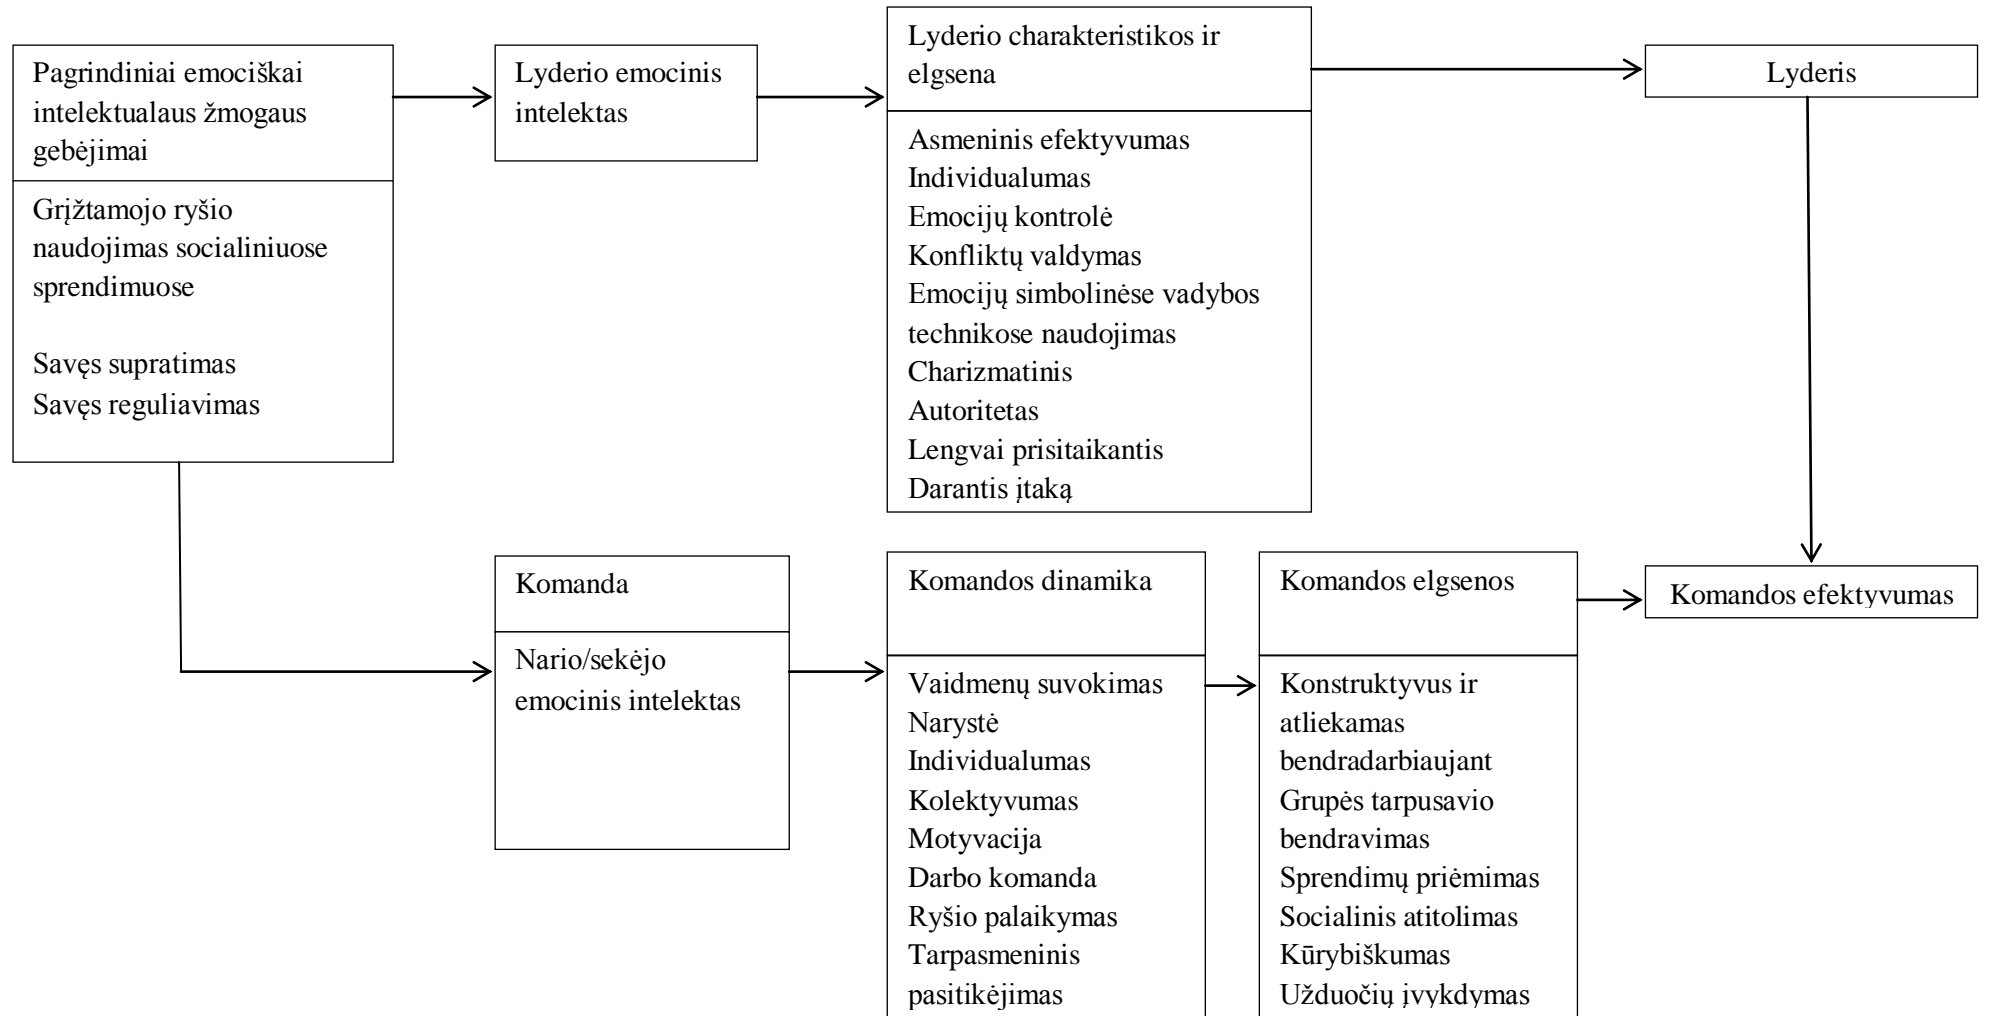 Pagrindiniai emociškai
intelektualaus žmogaus
gebėjimai
Grįžtamojo ryšio
naudojimas socialiniuose
sprendimuose
Savęs supratimas
Savęs reguliavimas
Lyderio emocinis
intelektas
Lyderio charakteristikos ir
elgsena
Asmeninis efektyvumas
Individualumas
Emocijų kontrolė
Konfliktų valdymas
Emocijų simbolinėse vadybos
technikose naudojimas
Charizmatinis
Autoritetas
Lengvai prisitaikantis
Darantis įtaką
Lyderis
Komanda
Nario/sekėjo
emocinis intelektas
Komandos dinamika
Vaidmenų suvokimas
Narystė
Individualumas
Kolektyvumas
Motyvacija
Darbo komanda
Ryšio palaikymas
Tarpasmeninis
pasitikėjimas
Komandos elgsenos
Konstruktyvus ir
atliekamas
bendradarbiaujant
Grupės tarpusavio
bendravimas
Sprendimų priėmimas
Socialinis atitolimas
Kūrybiškumas
Užduočių įvykdymas
Komandos efektyvumas